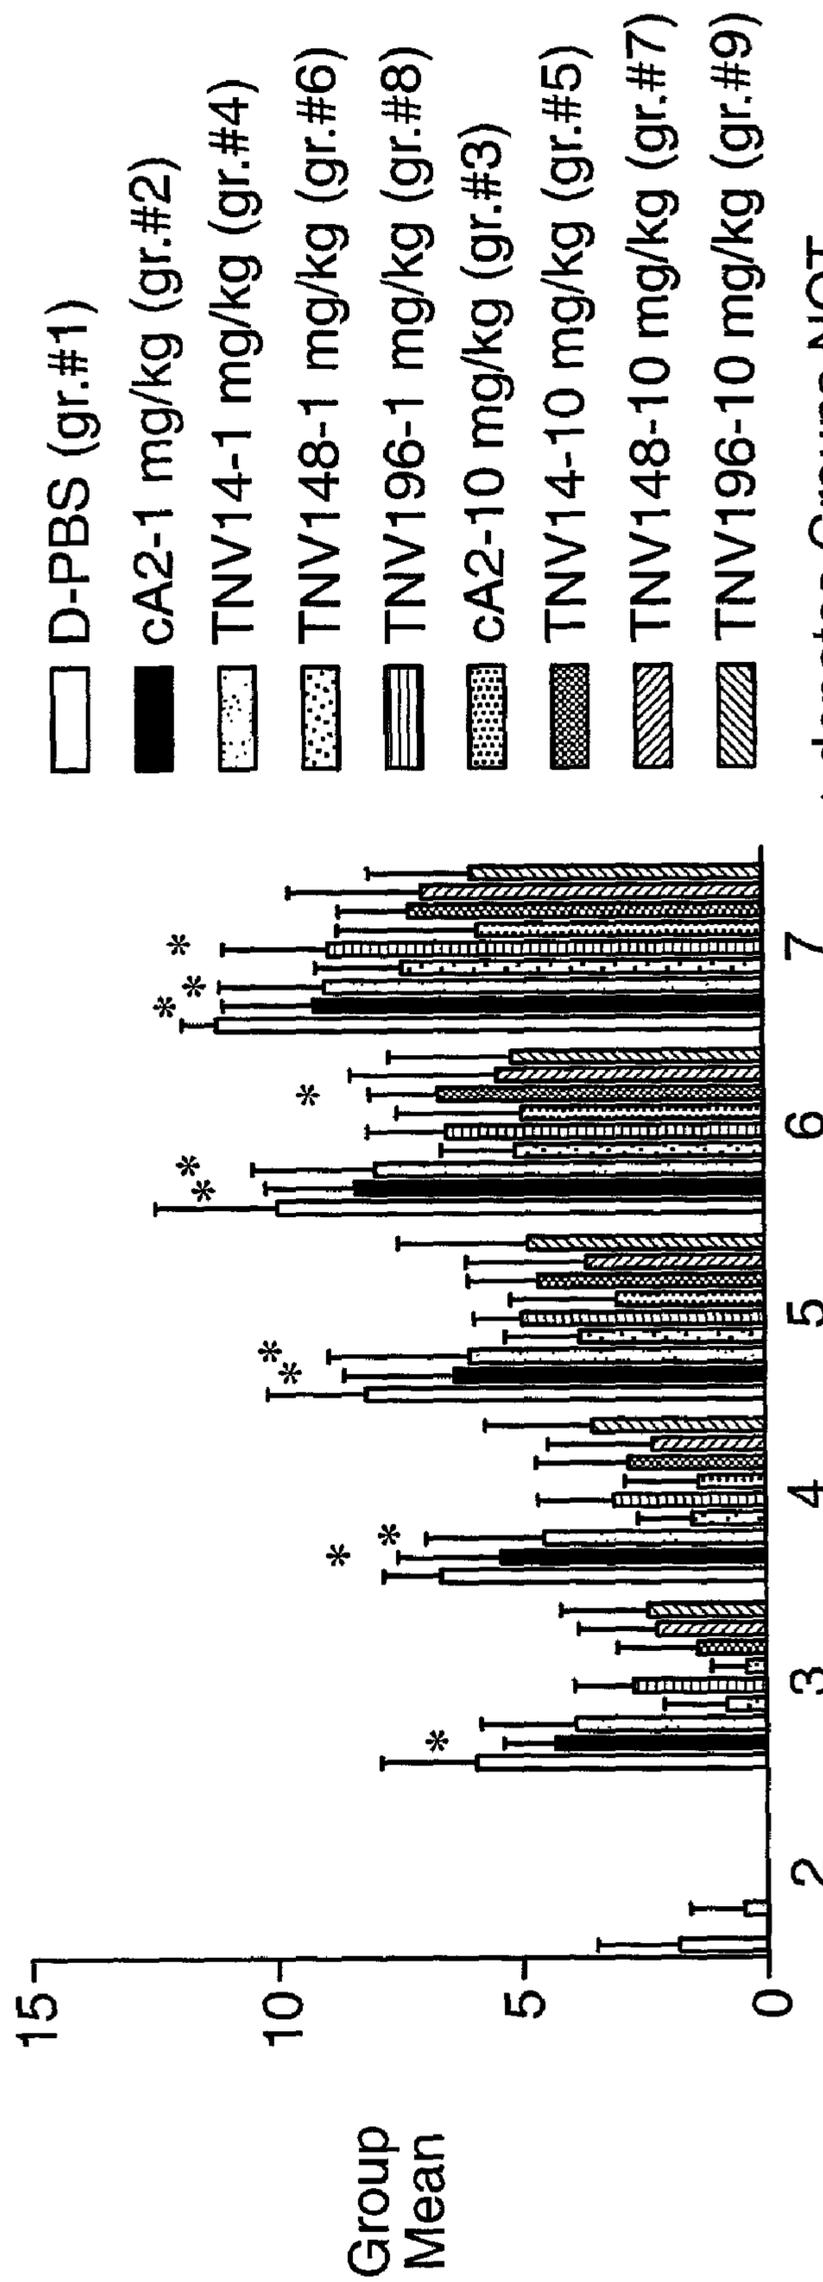 Group
Mean
15
10
5
0
*
*
*
*
*
*
*
*
*
*
*
2
3
4
5
6
7
D-PBS (gr.#1)
cA2-1 mg/kg (gr.#2)
TNV14-1 mg/kg (gr.#4)
TNV148-1 mg/kg (gr.#6)
TNV196-1 mg/kg (gr.#8)
cA2-10 mg/kg (gr.#3)
TNV14-10 mg/kg (gr.#5)
TNV148-10 mg/kg (gr.#7)
TNV196-10 mg/kg (gr.#9)
denotes Groups NOT